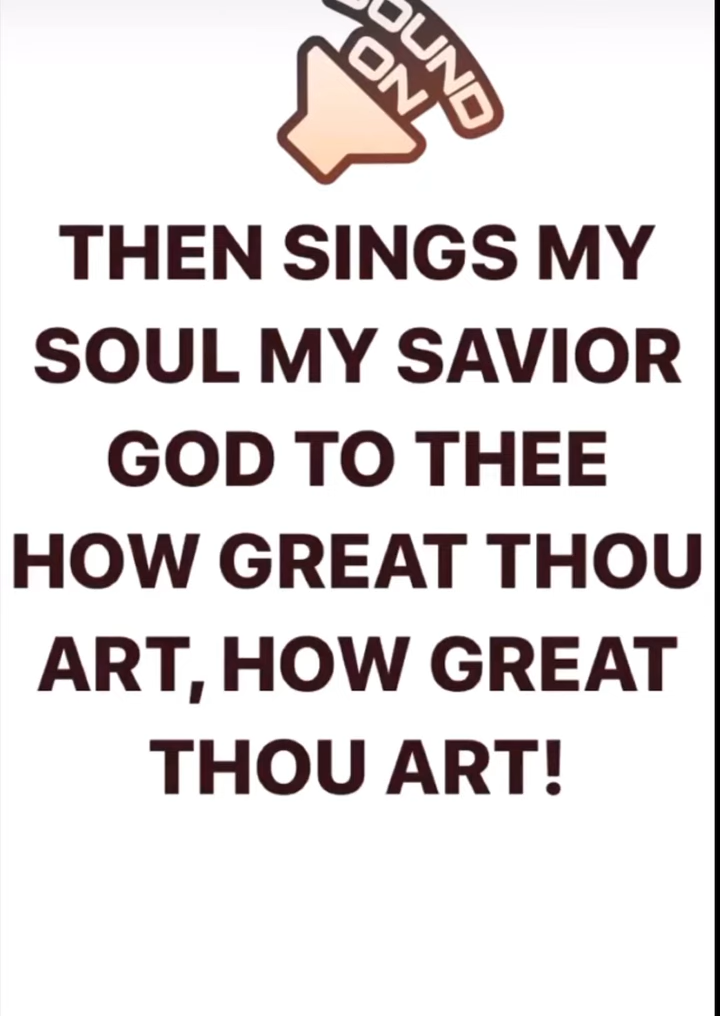 SOUND
ON
THEN SINGS MY
SOUL MY SAVIOR
GOD TO THEE
HOW GREAT THOU
ART, HOW GREAT
THOU ART!